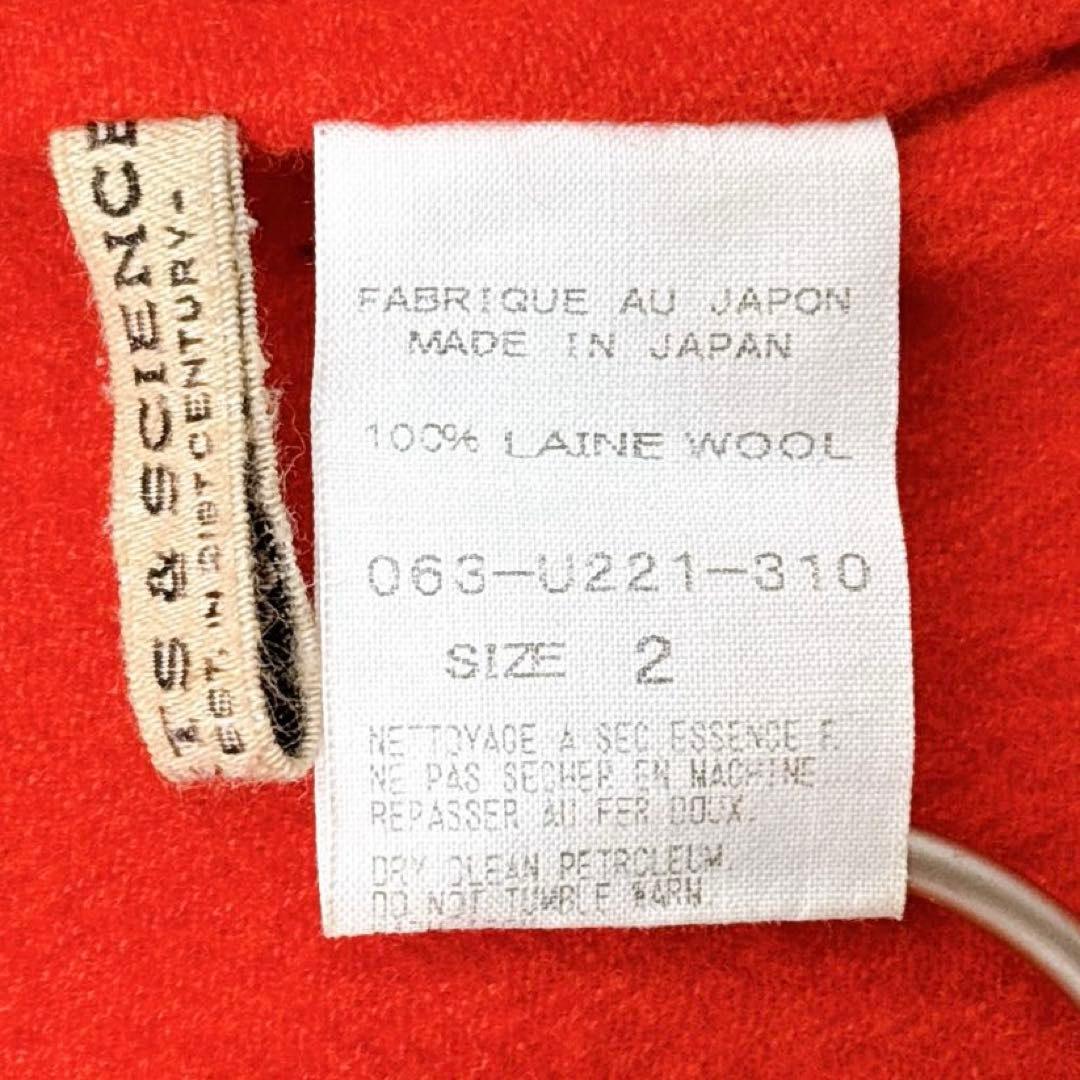 TS & SCIENCE
EST. IN 21ST CENTURY-
FABRIQUE AU JAPON
MADE IN JAPAN
100% LAINE WOOL
063-U221-310
SIZE 2
NETTOYAGE A SEC ESSENCE F
NE PAS SECHER EN MACHINE
REPASSER AU FER DOUX.
DRY CLEAN PETROLEUM.
DO NOT TUMBLE WARM